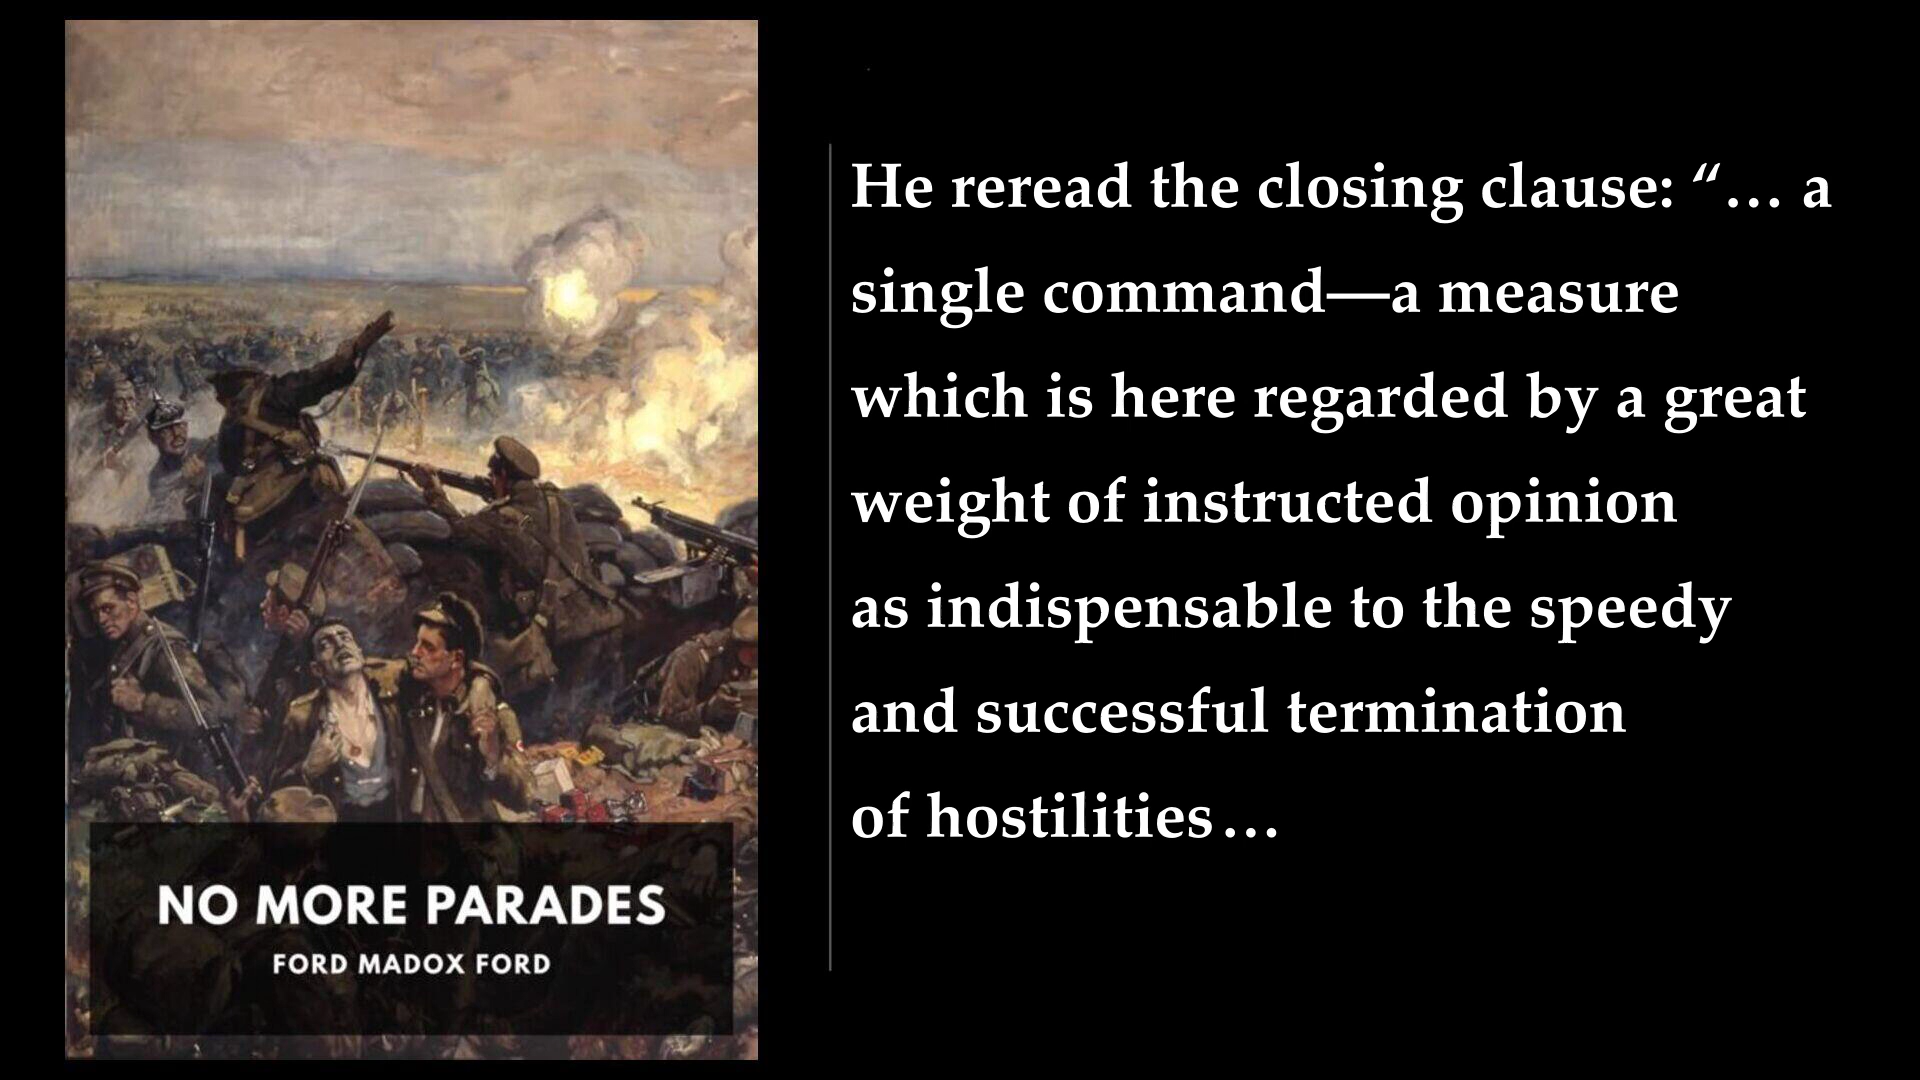 He reread the closing clause: “… a
single command—a measure
which is here regarded by a great
weight of instructed opinion
as indispensable to the speedy
and successful termination
of hostilities…
NO MORE PARADES
FORD MADOX FORD